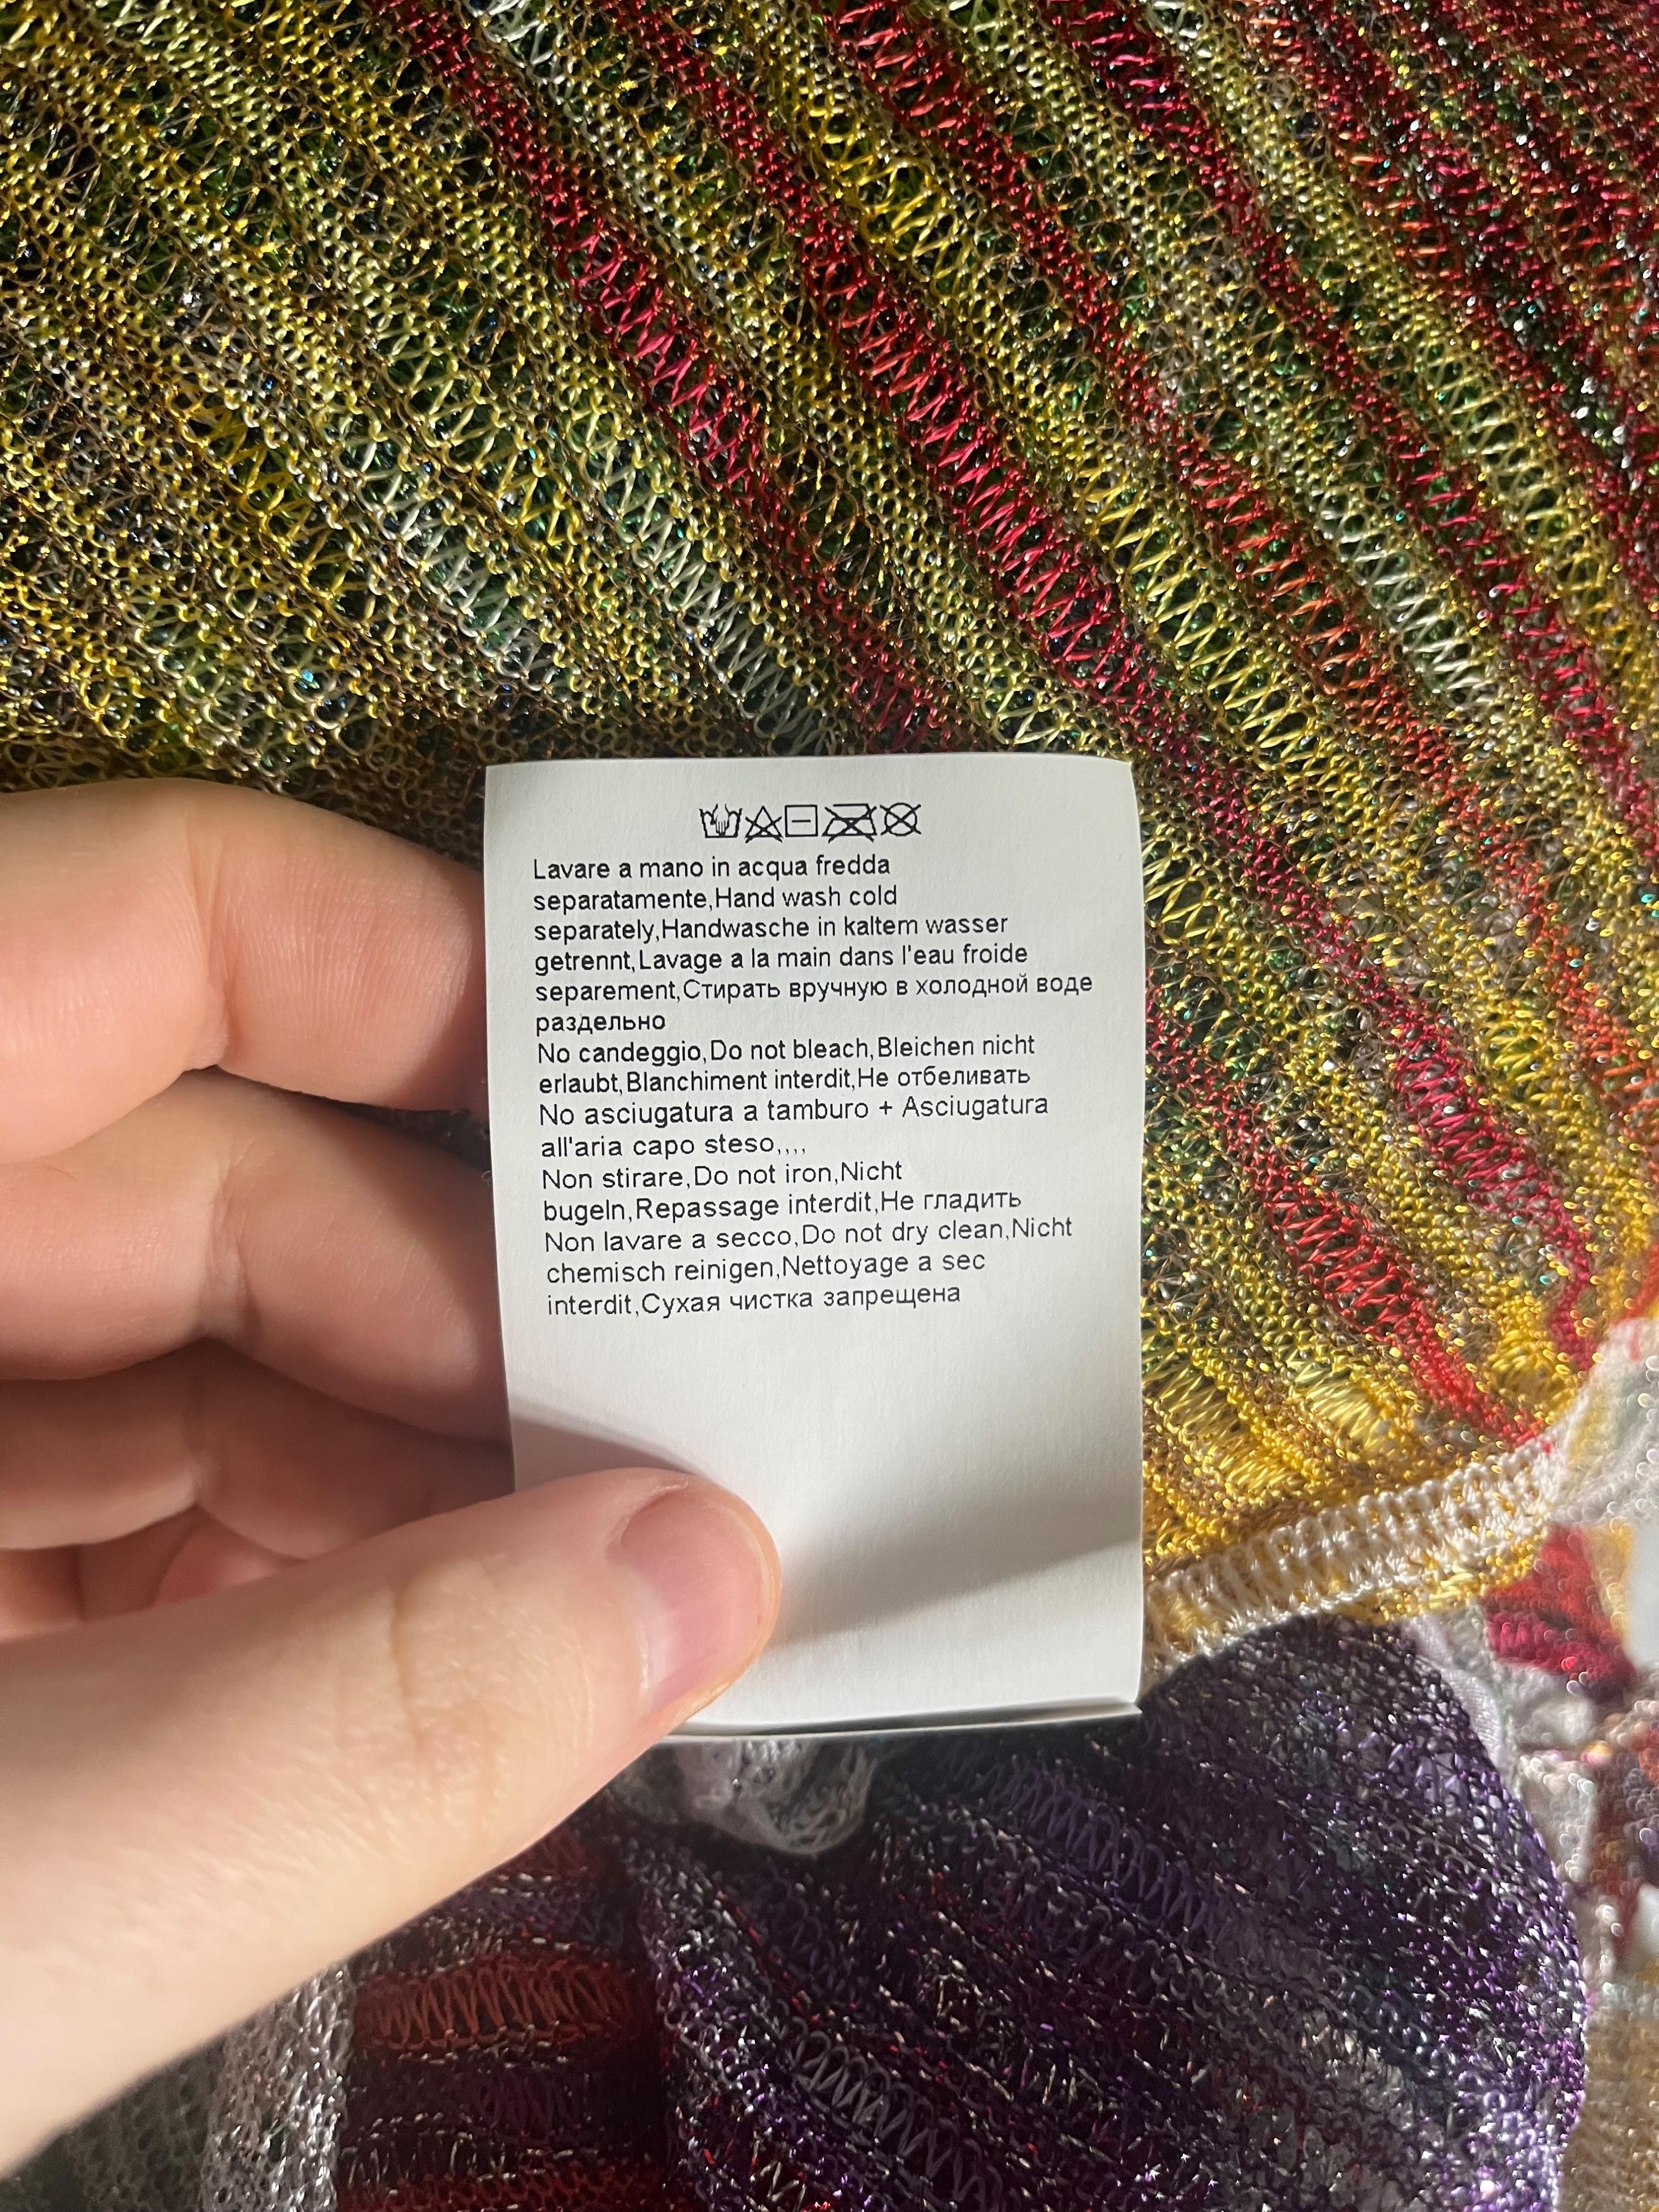 Lavare a mano in acqua fredda
separatamente,Hand wash cold
separately,Handwasche in kaltem wasser
getrennt,Lavage a la main dans l'eau froide
separement,Стирать вручную в холодной воде
раздельно
No candeggio,Do not bleach,Bleichen nicht
erlaubt,Blanchiment interdit,Не отбеливать
No asciugatura a tamburo + Asciugatura
all'aria capo steso,,,,
Non stirare,Do not iron,Nicht
bugeln,Repassage interdit,Не гладить
Non lavare a secco,Do not dry clean,Nicht
chemisch reinigen,Nettoyage a sec
interdit,Сухая чистка запрещена